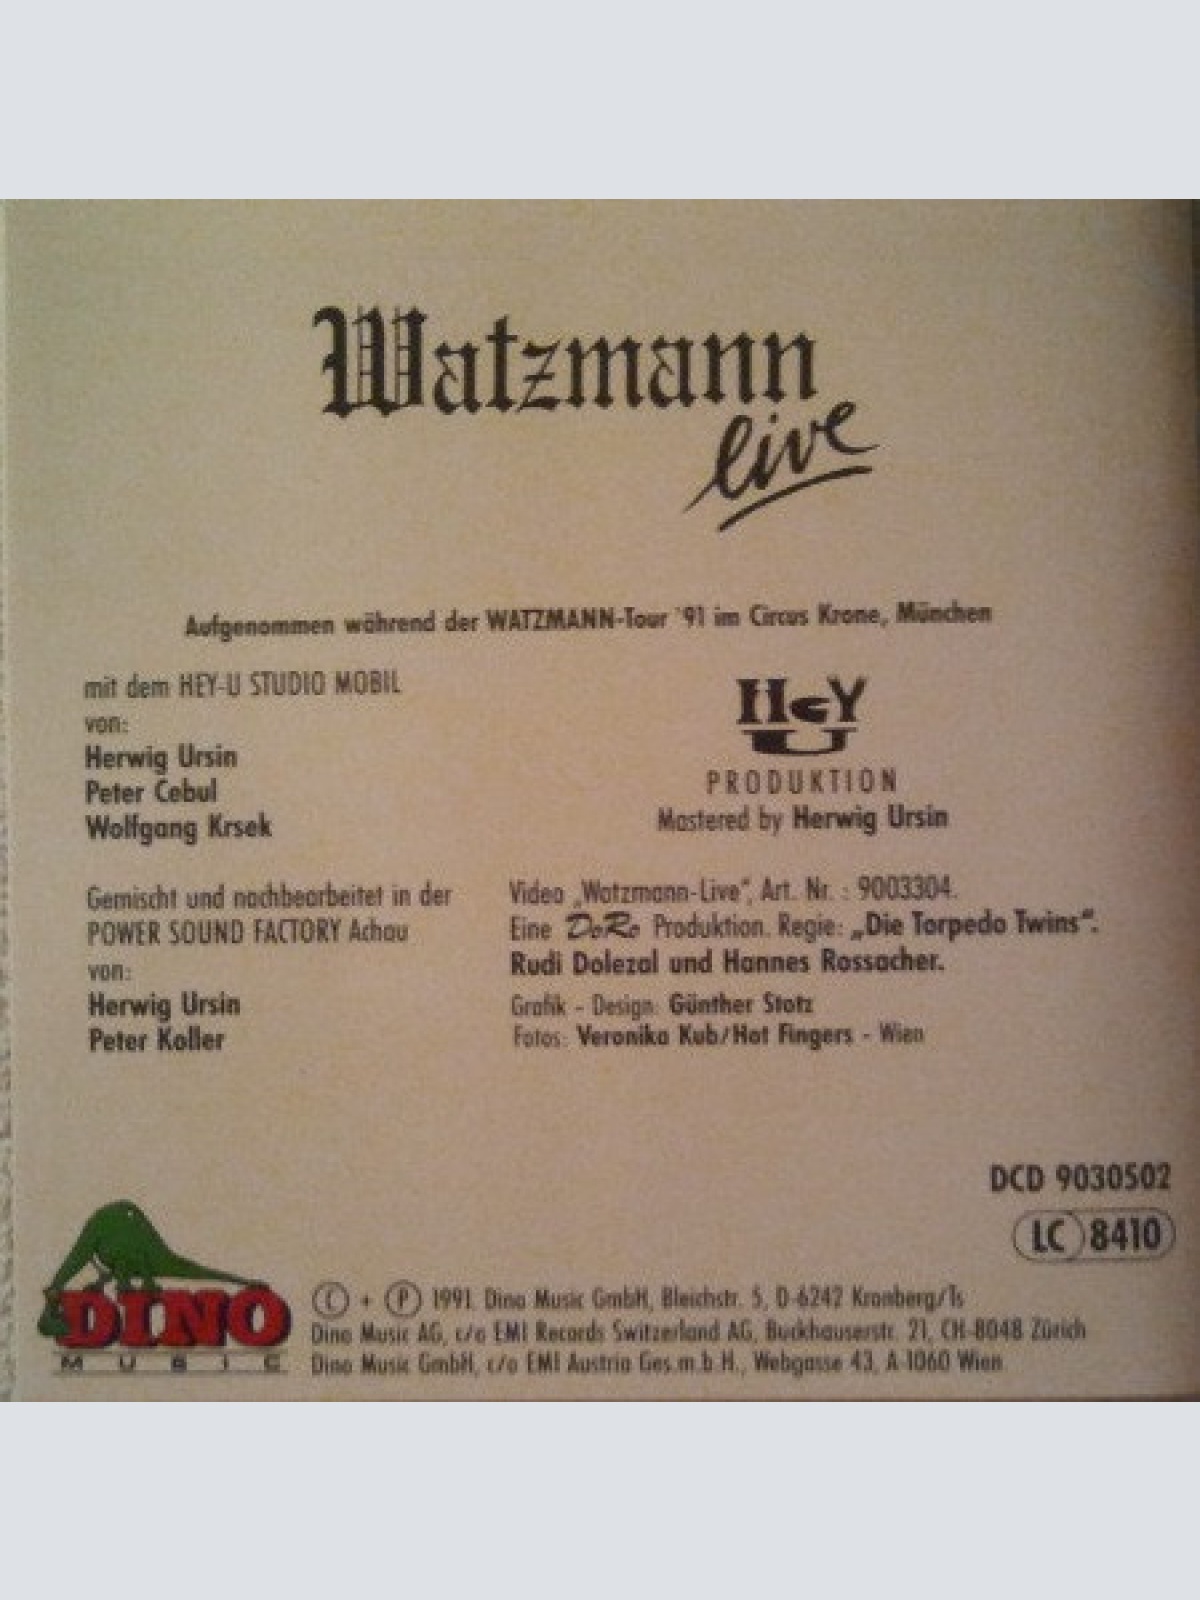 Watzmann
live
Aufgenommen während der WATZMANN-Tour '91 im Circus Krone, München
mit dem HEY-U STUDIO MOBIL
von:
Herwig Ursin
Peter Cebul
Wolfgang Krsek
HEY
U
PRODUKTION
Mastered by Herwig Ursin
Gemischt und nachbearbeitet in der
POWER SOUND FACTORY Achau
von:
Herwig Ursin
Peter Koller
Video „Watzmann-Live", Art. Nr. : 9003304.
Eine DoRo Produktion. Regie: „Die Torpedo Twins".
Rudi Dolezal und Hannes Rossacher.
Grafik - Design: Günther Stotz
Fotos: Veronika Kub/Hot Fingers - Wien
DCD 9030502
LC 8410
DINO
MUSIC
Ⓒ + Ⓟ 1991. Dino Music GmbH, Bleichstr. 5, D-6242 Kronberg/Ts
Dino Music AG, c/o EMI Records Switzerland AG, Buckhauserstr. 21, CH-8048 Zürich
Dino Music GmbH, c/o EMI Austria Ges.m.b.H., Webgasse 43, A-1060 Wien